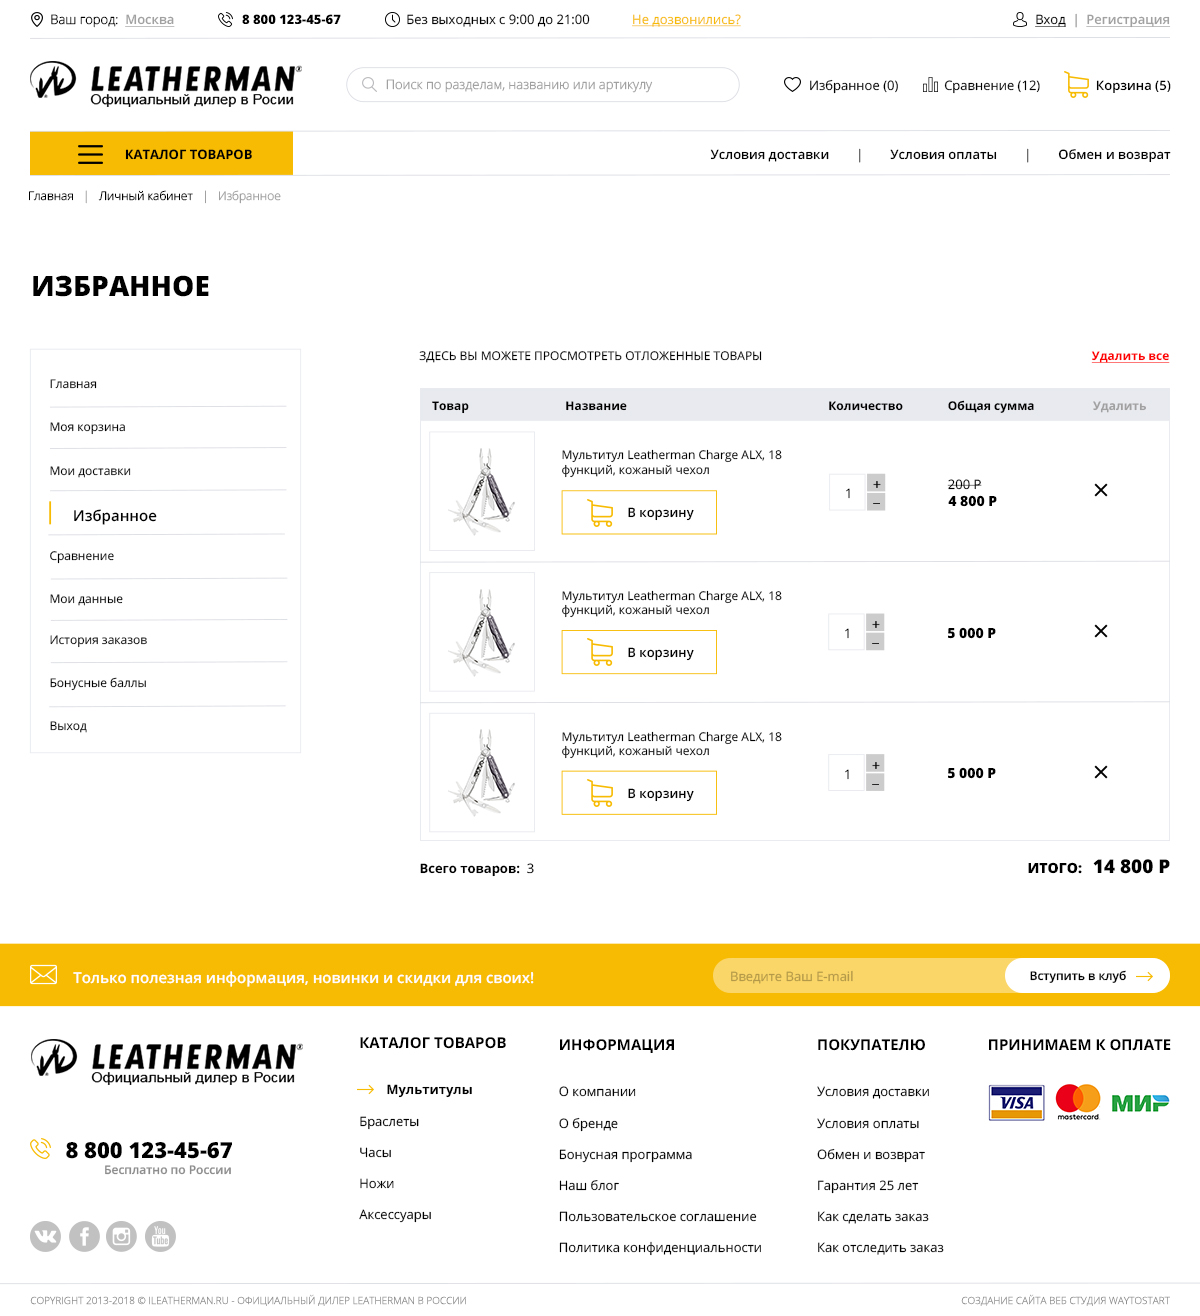 Ваш город: Москва
8 800 123-45-67
Без выходных с 9:00 до 21:00
Не дозвонились?
Вход | Регистрация
LEATHERMAN®
Официальный дилер в Росии
Поиск по разделам, названию или артикулу
Избранное (0)
Сравнение (12)
Корзина (5)
КАТАЛОГ ТОВАРОВ
Условия доставки | Условия оплаты | Обмен и возврат
Главная | Личный кабинет | Избранное
ИЗБРАННОЕ
Главная
Моя корзина
Мои доставки
Избранное
Сравнение
Мои данные
История заказов
Бонусные баллы
Выход
ЗДЕСЬ ВЫ МОЖЕТЕ ПРОСМОТРЕТЬ ОТЛОЖЕННЫЕ ТОВАРЫ
Удалить все
Товар Название Количество Общая сумма Удалить
Мультитул Leatherman Charge ALX, 18
функций, кожаный чехол
В корзину
1
+
–
200 Р
4 800 Р
Мультитул Leatherman Charge ALX, 18
функций, кожаный чехол
В корзину
1
+
–
5 000 Р
Мультитул Leatherman Charge ALX, 18
функций, кожаный чехол
В корзину
1
+
–
5 000 Р
Всего товаров: 3
ИТОГО: 14 800 Р
Только полезная информация, новинки и скидки для своих!
Введите Ваш E-mail
Вступить в клуб
LEATHERMAN®
Официальный дилер в Росии
8 800 123-45-67
Бесплатно по России
You
Tube
КАТАЛОГ ТОВАРОВ
Мультитулы
Браслеты
Часы
Ножи
Аксессуары
ИНФОРМАЦИЯ
О компании
О бренде
Бонусная программа
Наш блог
Пользовательское соглашение
Политика конфиденциальности
ПОКУПАТЕЛЮ
Условия доставки
Условия оплаты
Обмен и возврат
Гарантия 25 лет
Как сделать заказ
Как отследить заказ
ПРИНИМАЕМ К ОПЛАТЕ
VISA
mastercard
МИР
COPYRIGHT 2013-2018 © ILEATHERMAN.RU - ОФИЦИАЛЬНЫЙ ДИЛЕР LEATHERMAN В РОССИИ
СОЗДАНИЕ САЙТА ВЕБ СТУДИЯ WAYTOSTART